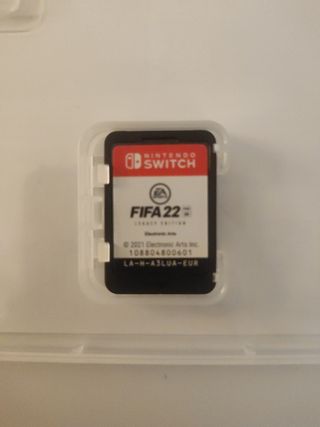 NINTENDO
SWITCH
EA
FIFA 22
LEGACY EDITION
Electronic Arts
© 2021 Electronic Arts Inc.
108804800601
LA-H-A3LUA-EUR